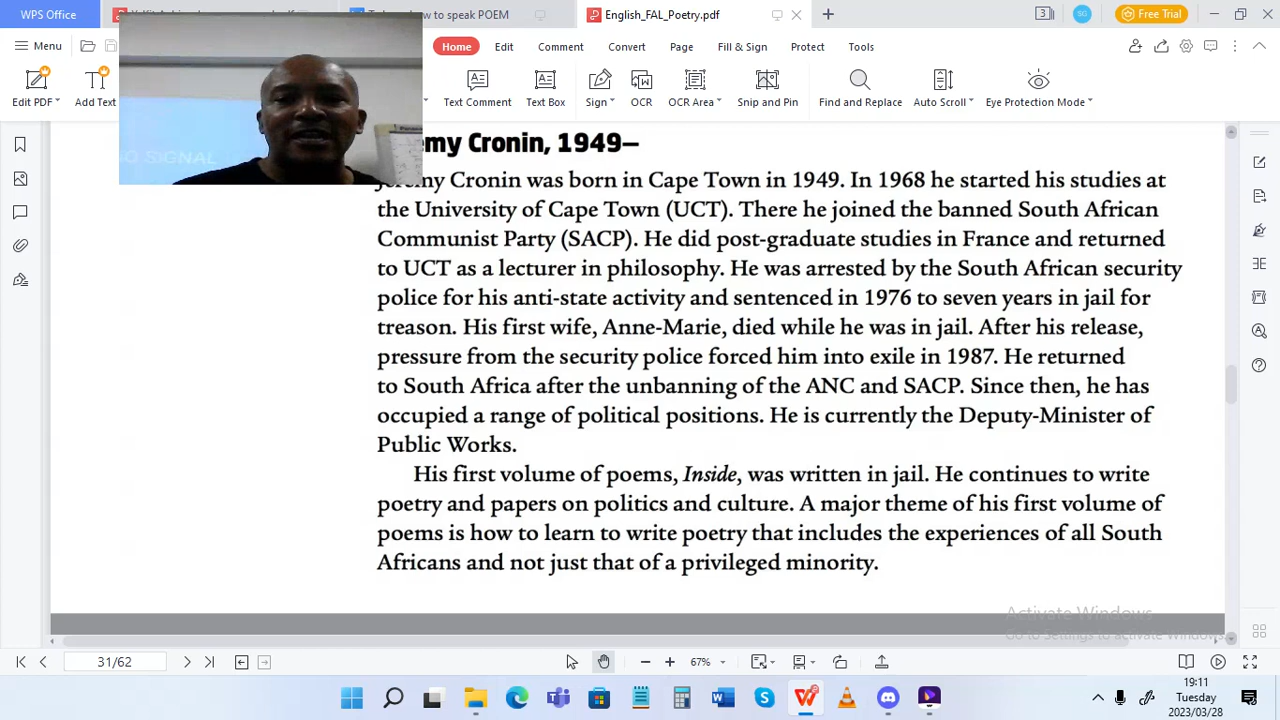 WPS Office
how to speak POEM
English_FAL_Poetry.pdf
SG
Free Trial
Menu
Home
Edit
Comment
Convert
Page
Fill & Sign
Protect
Tools
Edit PDF
Add Text
Text Comment
Text Box
Sign
OCR
OCR Area
Snip and Pin
Find and Replace
Auto Scroll
Eye Protection Mode
NO SIGNAL
my Cronin, 1949–
Jeremy Cronin was born in Cape Town in 1949. In 1968 he started his studies at
the University of Cape Town (UCT). There he joined the banned South African
Communist Party (SACP). He did post-graduate studies in France and returned
to UCT as a lecturer in philosophy. He was arrested by the South African security
police for his anti-state activity and sentenced in 1976 to seven years in jail for
treason. His first wife, Anne-Marie, died while he was in jail. After his release,
pressure from the security police forced him into exile in 1987. He returned
to South Africa after the unbanning of the ANC and SACP. Since then, he has
occupied a range of political positions. He is currently the Deputy-Minister of
Public Works.
His first volume of poems, Inside, was written in jail. He continues to write
poetry and papers on politics and culture. A major theme of his first volume of
poems is how to learn to write poetry that includes the experiences of all South
Africans and not just that of a privileged minority.
Activate Windows
Go to Settings to activate Windows.
31/62
67%
19:11
Tuesday
2023/03/28